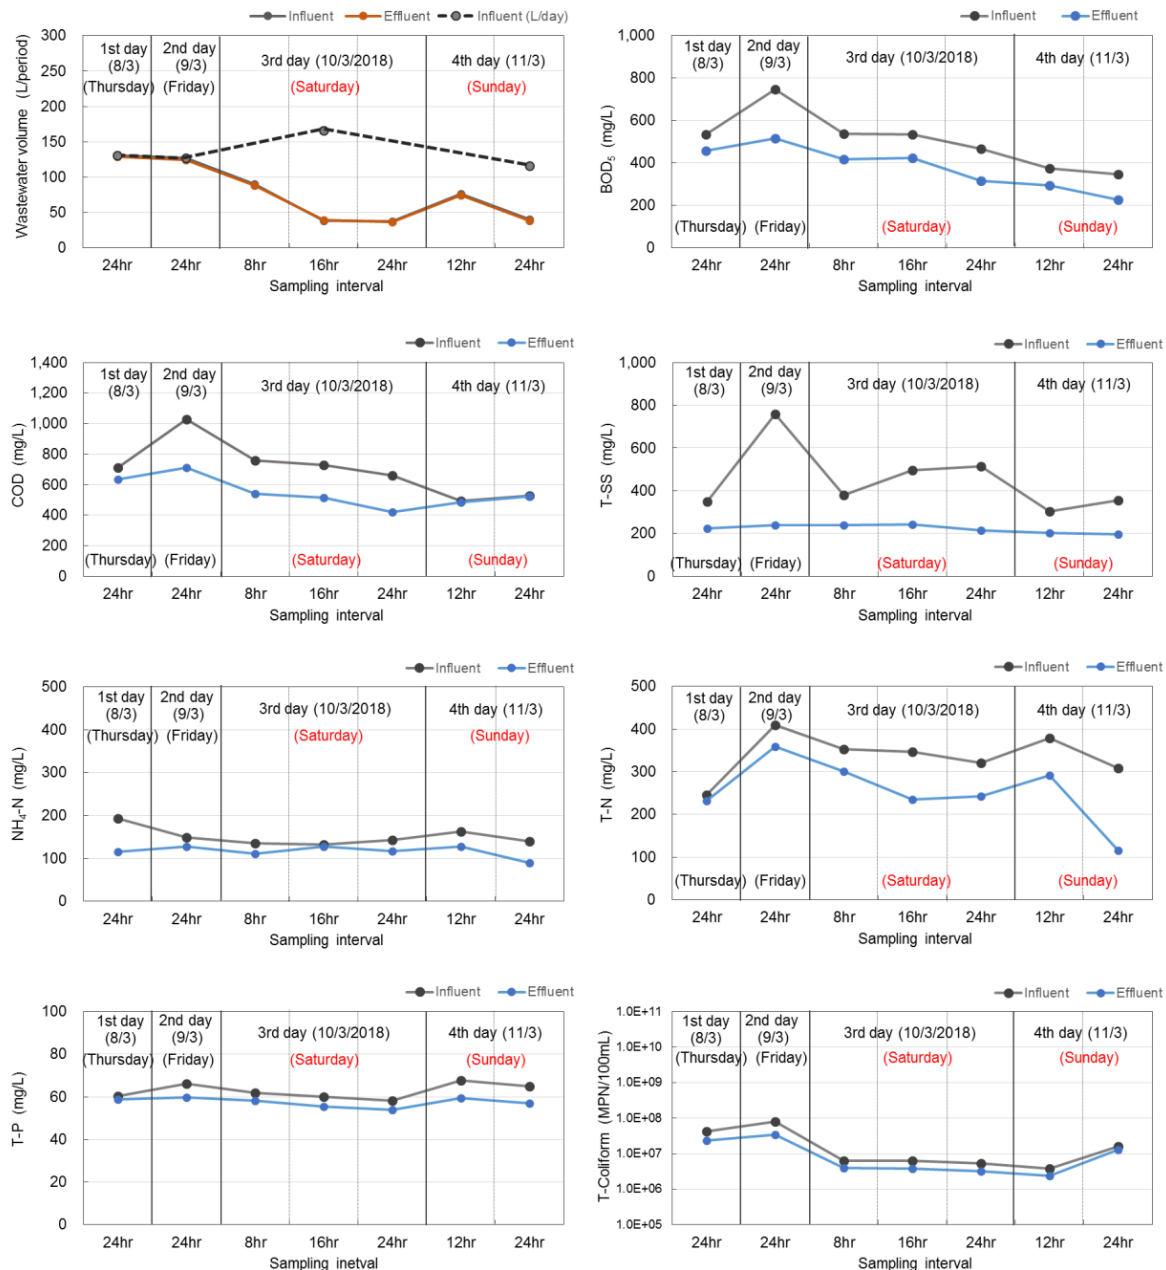 Influent Effluent Influent (L/day)
300
250
200
150
100
50
0
Wastewater volume (L/period)
1st day
(8/3)
(Thursday)
2nd day
(9/3)
(Friday)
3rd day (10/3/2018)
(Saturday)
4th day (11/3)
(Sunday)
24hr 24hr 8hr 16hr 24hr 12hr 24hr
Sampling interval
Influent Effluent
1,000
800
600
400
200
0
BOD5 (mg/L)
1st day
(8/3)
2nd day
(9/3)
3rd day (10/3/2018)
4th day (11/3)
(Thursday) (Friday) (Saturday) (Sunday)
24hr 24hr 8hr 16hr 24hr 12hr 24hr
Sampling interval
Influent Effluent
1,400
1,200
1,000
800
600
400
200
0
COD (mg/L)
1st day
(8/3)
2nd day
(9/3)
3rd day (10/3/2018)
4th day (11/3)
(Thursday) (Friday) (Saturday) (Sunday)
24hr 24hr 8hr 16hr 24hr 12hr 24hr
Sampling interval
Influent Effluent
1,000
800
600
400
200
0
T-SS (mg/L)
1st day
(8/3)
2nd day
(9/3)
3rd day (10/3/2018)
4th day (11/3)
(Thursday) (Friday) (Saturday) (Sunday)
24hr 24hr 8hr 16hr 24hr 12hr 24hr
Sampling interval
Influent Effluent
500
400
300
200
100
0
NH4-N (mg/L)
1st day
(8/3)
(Thursday)
2nd day
(9/3)
(Friday)
3rd day (10/3/2018)
(Saturday)
4th day (11/3)
(Sunday)
24hr 24hr 8hr 16hr 24hr 12hr 24hr
Sampling interval
Influent Effluent
500
400
300
200
100
0
T-N (mg/L)
1st day
(8/3)
2nd day
(9/3)
3rd day (10/3/2018)
4th day (11/3)
(Thursday) (Friday) (Saturday) (Sunday)
24hr 24hr 8hr 16hr 24hr 12hr 24hr
Sampling interval
Influent Effluent
100
80
60
40
20
0
T-P (mg/L)
1st day
(8/3)
(Thursday)
2nd day
(9/3)
(Friday)
3rd day (10/3/2018)
(Saturday)
4th day (11/3)
(Sunday)
24hr 24hr 8hr 16hr 24hr 12hr 24hr
Sampling inetval
Influent Effluent
1.0E+11
1.0E+10
1.0E+09
1.0E+08
1.0E+07
1.0E+06
1.0E+05
T-Coliform (MPN/100mL)
1st day
(8/3)
(Thursday)
2nd day
(9/3)
(Friday)
3rd day (10/3/2018)
(Saturday)
4th day (11/3)
(Sunday)
24hr 24hr 8hr 16hr 24hr 12hr 24hr
Sampling interval